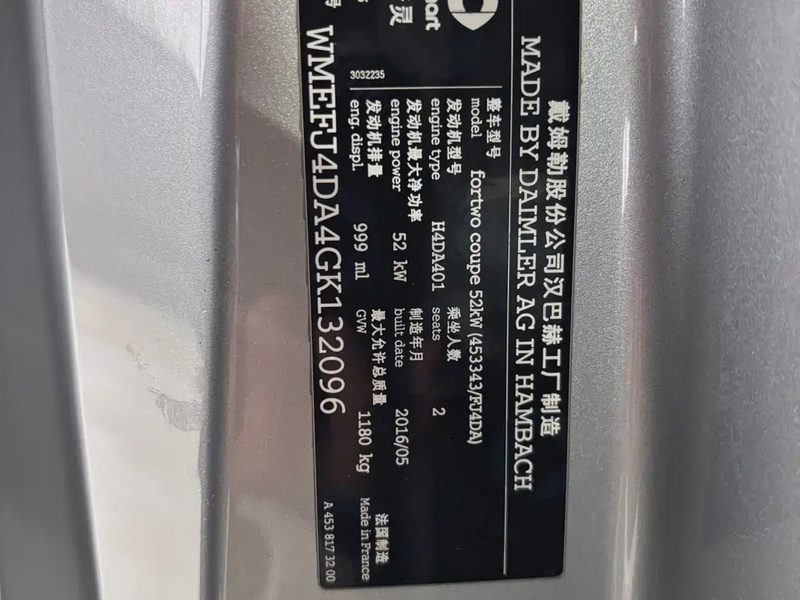 戴姆勒股份公司汉巴赫工厂制造
MADE BY DAIMLER AG IN HAMBACH
整车型号
model fortwo coupe 52kW (453343/FJ4DA)
发动机型号 乘坐人数
engine type H4DA401 seats 2
发动机最大净功率 制造年月
engine power 52 kW built date 2016/05
发动机排量 最大允许总质量
eng. displ. 999 ml GVW 1180 kg
法国制造
Made in France
3032235
A 453 817 32 00
号 WMEFJ4DA4GK132096